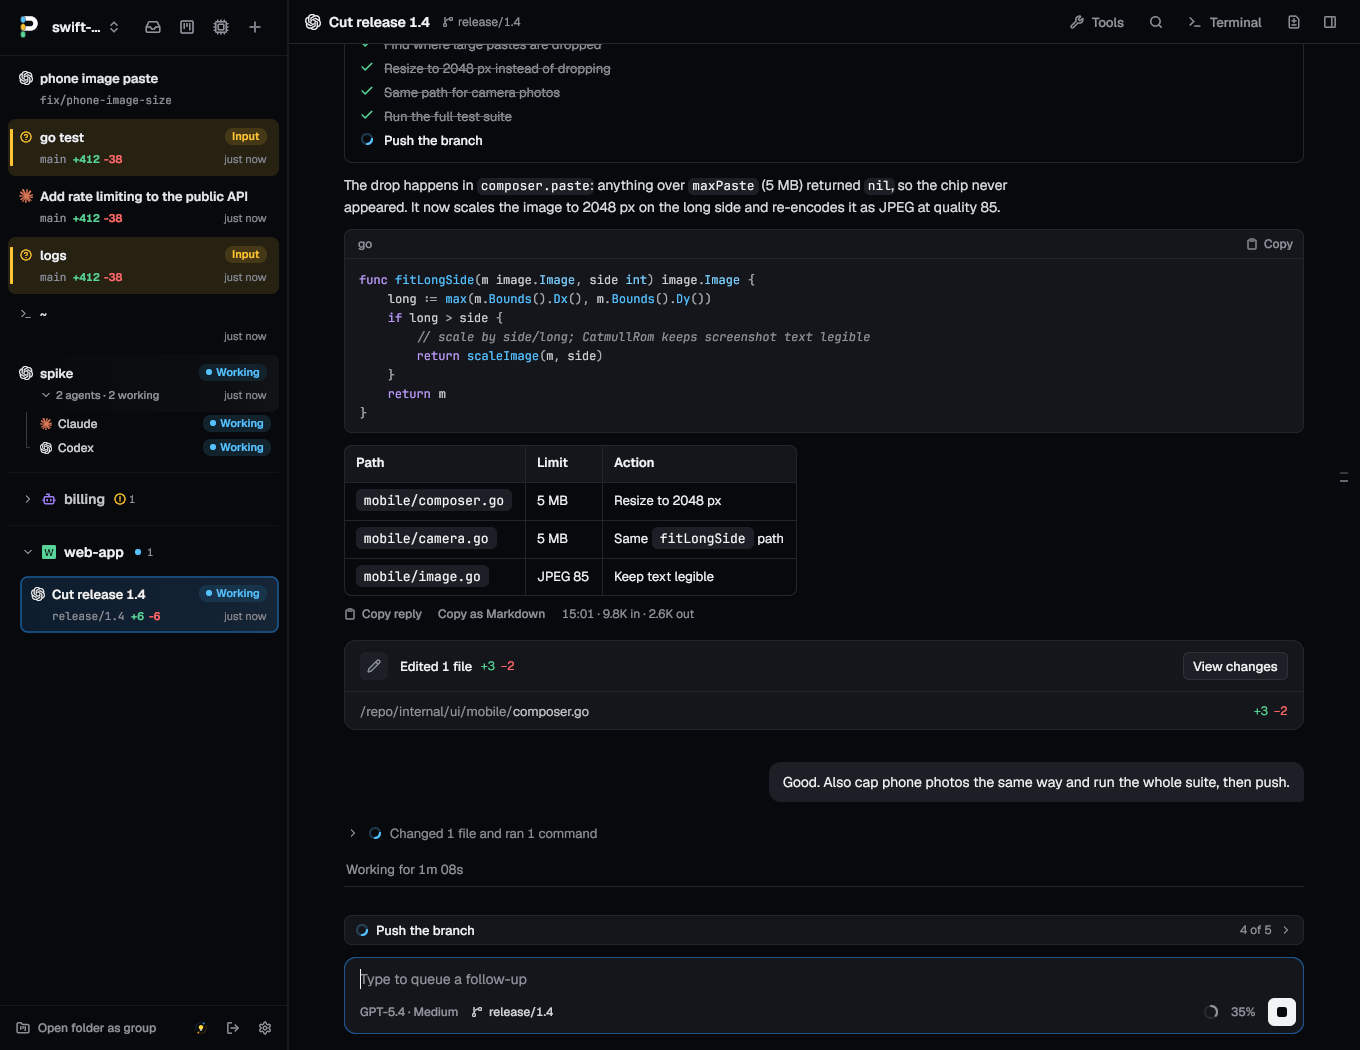 swift-...
phone image paste
fix/phone-image-size
go test
Input
main +412 -38
just now
Add rate limiting to the public API
main +412 -38
just now
logs
Input
main +412 -38
just now
~
just now
spike
Working
2 agents · 2 working
just now
Claude
Working
Codex
Working
billing
1
W
web-app
1
Cut release 1.4
Working
release/1.4 +6 -6
just now
Open folder as group
Cut release 1.4
release/1.4
Tools
Terminal
Find where large pastes are dropped
Resize to 2048 px instead of dropping
Same path for camera photos
Run the full test suite
Push the branch
The drop happens in composer.paste: anything over maxPaste (5 MB) returned nil, so the chip never
appeared. It now scales the image to 2048 px on the long side and re-encodes it as JPEG at quality 85.
go
Copy
func fitLongSide(m image.Image, side int) image.Image {
long := max(m.Bounds().Dx(), m.Bounds().Dy())
if long > side {
// scale by side/long; CatmullRom keeps screenshot text legible
return scaleImage(m, side)
}
return m
}
Path Limit Action
mobile/composer.go 5 MB Resize to 2048 px
mobile/camera.go 5 MB Same fitLongSide path
mobile/image.go JPEG 85 Keep text legible
Copy reply Copy as Markdown 15:01 · 9.8K in · 2.6K out
Edited 1 file +3 −2
View changes
/repo/internal/ui/mobile/composer.go
+3 −2
Good. Also cap phone photos the same way and run the whole suite, then push.
Changed 1 file and ran 1 command
Working for 1m 08s
Push the branch
4 of 5
Type to queue a follow-up
GPT-5.4 · Medium
release/1.4
35%